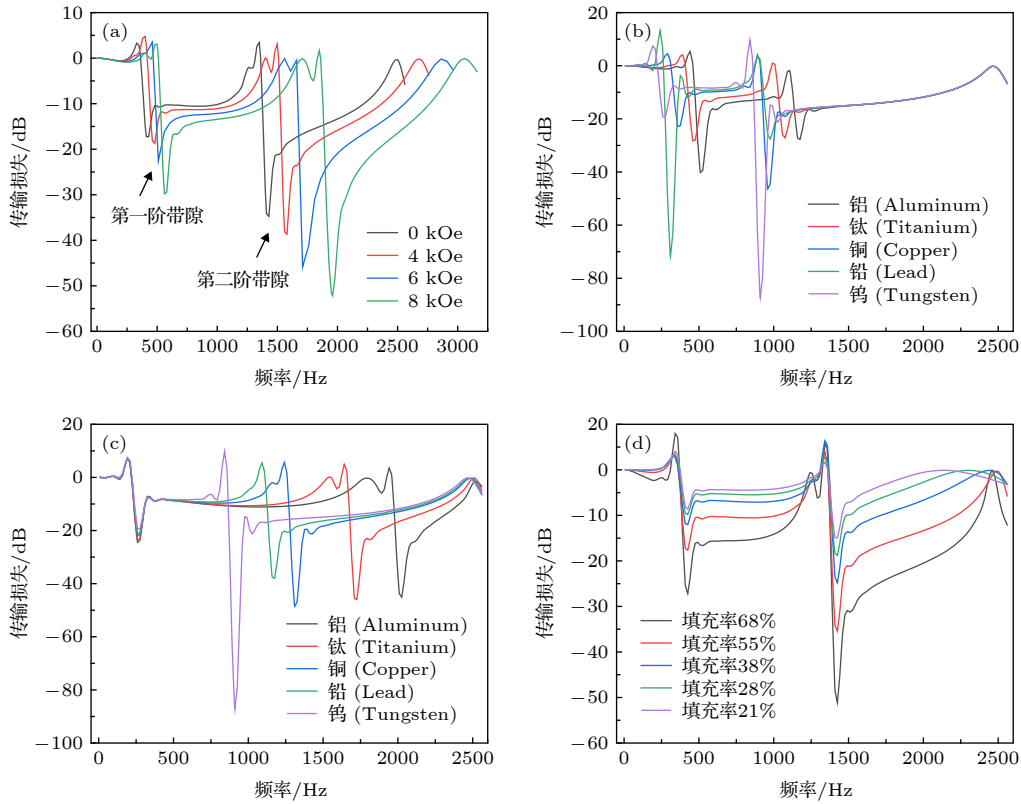 (a)
10
0
−10
−20
−30
−40
−50
−60
传输损失/dB
第一阶带隙
第二阶带隙
0 kOe
4 kOe
6 kOe
8 kOe
0 500 1000 1500 2000 2500 3000
频率/Hz
(b)
20
0
−20
−40
−60
−80
−100
传输损失/dB
铝 (Aluminum)
钛 (Titanium)
铜 (Copper)
铅 (Lead)
钨 (Tungsten)
0 500 1000 1500 2000 2500
频率/Hz
(c)
20
0
−20
−40
−60
−80
−100
传输损失/dB
铝 (Aluminum)
钛 (Titanium)
铜 (Copper)
铅 (Lead)
钨 (Tungsten)
0 500 1000 1500 2000 2500
频率/Hz
(d)
10
0
−10
−20
−30
−40
−50
−60
传输损失/dB
填充率68%
填充率55%
填充率38%
填充率28%
填充率21%
0 500 1000 1500 2000 2500
频率/Hz